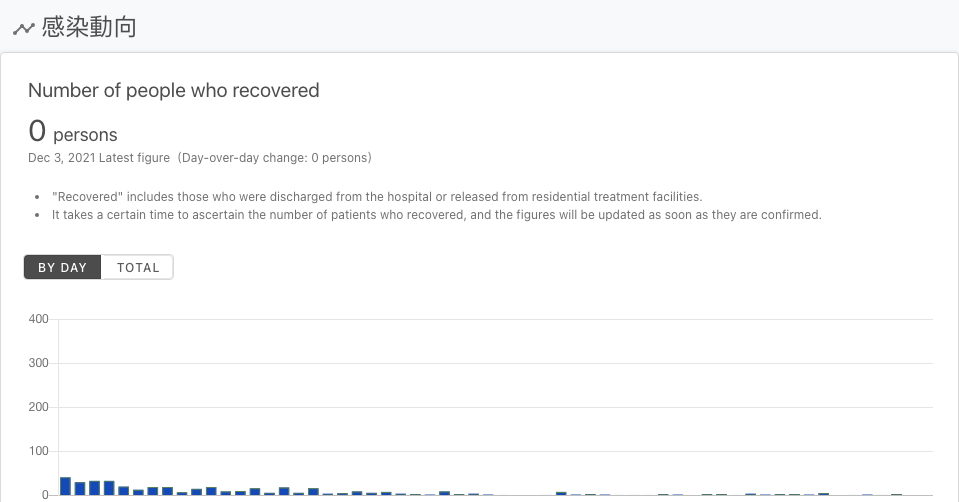 感染動向
Number of people who recovered
0 persons
Dec 3, 2021 Latest figure (Day-over-day change: 0 persons)
• "Recovered" includes those who were discharged from the hospital or released from residential treatment facilities.
• It takes a certain time to ascertain the number of patients who recovered, and the figures will be updated as soon as they are confirmed.
BY DAY TOTAL
400
300
200
100
0